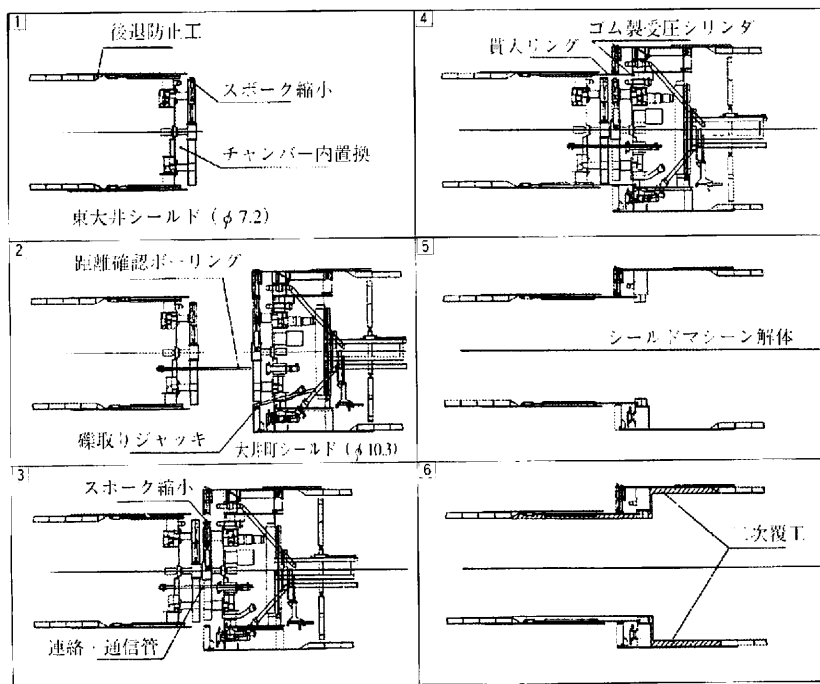 1
後退防止工
スポーク縮小
チャンバー内置換
東大井シールド (φ7.2)
2
距離確認ボーリング
礫取りジャッキ
大井町シールド (φ10.3)
3
スポーク縮小
連絡・通信管
4
ゴム製受圧シリンダ
貫入リング
5
シールドマシーン解体
6
二次覆工